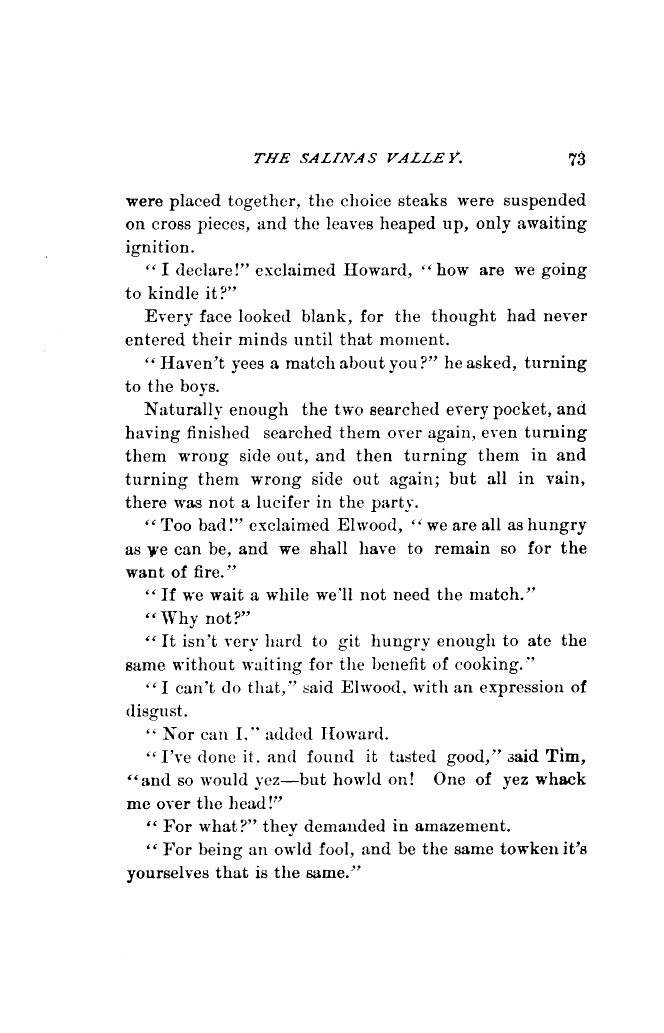 THE SALINAS VALLEY. 73
were placed together, the choice steaks were suspended
on cross pieces, and the leaves heaped up, only awaiting
ignition.
"I declare!" exclaimed Howard, "how are we going
to kindle it?"
Every face looked blank, for the thought had never
entered their minds until that moment.
"Haven't yees a match about you?" he asked, turning
to the boys.
Naturally enough the two searched every pocket, and
having finished searched them over again, even turning
them wrong side out, and then turning them in and
turning them wrong side out again; but all in vain,
there was not a lucifer in the party.
"Too bad!" exclaimed Elwood, "we are all as hungry
as we can be, and we shall have to remain so for the
want of fire."
"If we wait a while we'll not need the match."
"Why not?"
"It isn't very hard to git hungry enough to ate the
same without waiting for the benefit of cooking."
"I can't do that," said Elwood, with an expression of
disgust.
"Nor can I," added Howard.
"I've done it, and found it tasted good," said Tim,
"and so would yez—but howld on! One of yez whack
me over the head!"
"For what?" they demanded in amazement.
"For being an owld fool, and be the same towken it's
yourselves that is the same."